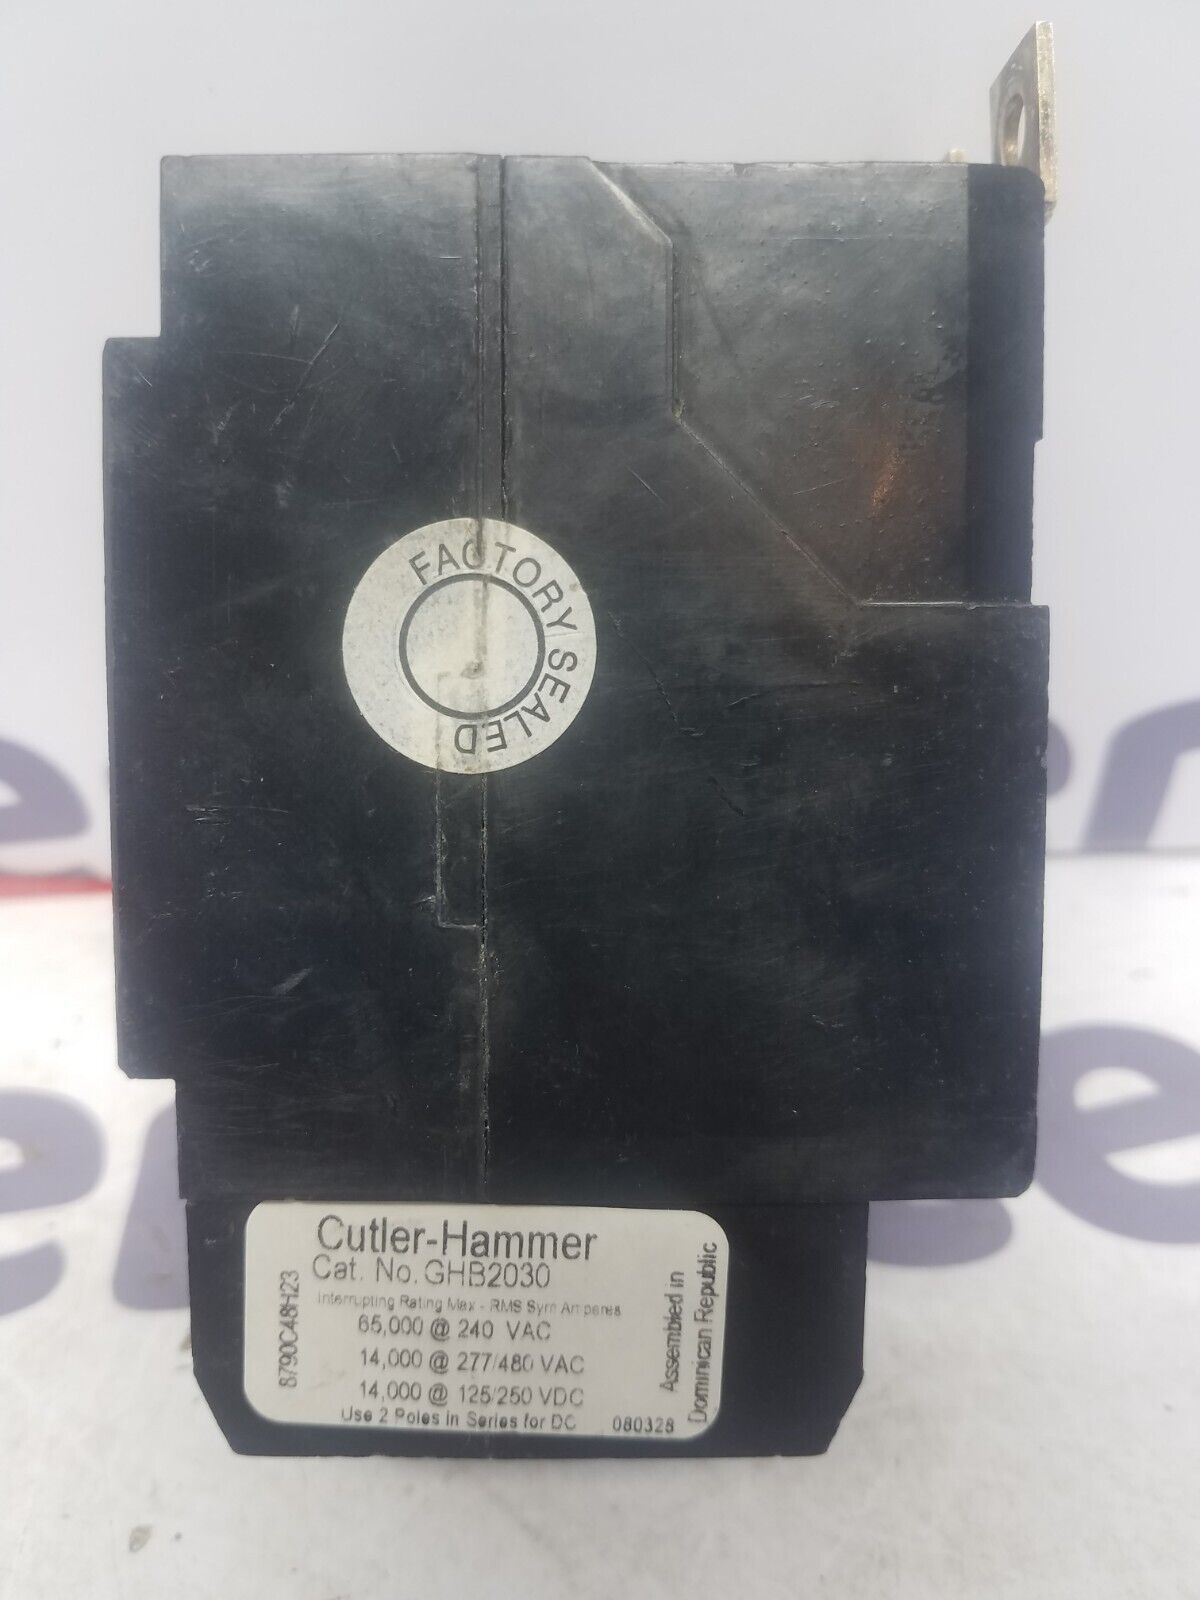 FACTORY SEALED
Cutler-Hammer
Cat. No. GHB2030
Interrupting Rating Max - RMS Sym Amperes
65,000 @ 240 VAC
14,000 @ 277/480 VAC
14,000 @ 125/250 VDC
Use 2 Poles in Series for DC 080328
8790C48H23
Assembled in
Dominican Republic